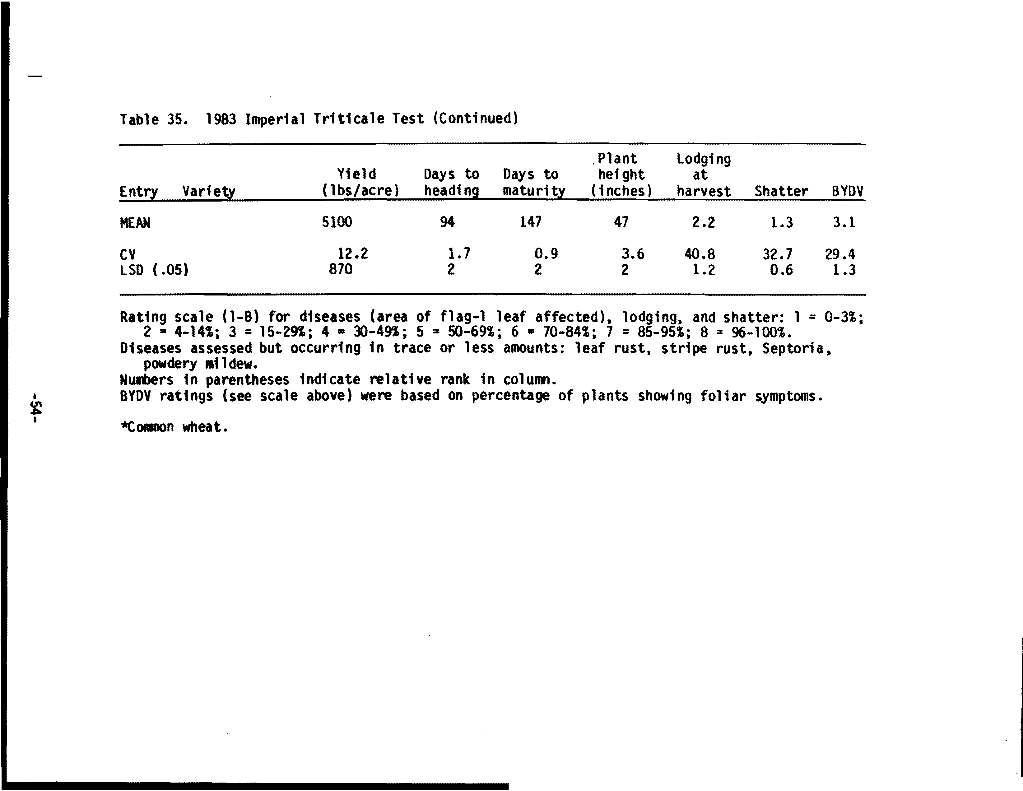 Table 35. 1983 Imperial Triticale Test (Continued)
Plant Lodging
Yield Days to Days to height at
Entry Variety (lbs/acre) heading maturity (inches) harvest Shatter BYDV
MEAN 5100 94 147 47 2.2 1.3 3.1
CV 12.2 1.7 0.9 3.6 40.8 32.7 29.4
LSD (.05) 870 2 2 2 1.2 0.6 1.3
Rating scale (1-8) for diseases (area of flag-1 leaf affected), lodging, and shatter: 1 = 0-3%;
2 = 4-14%; 3 = 15-29%; 4 = 30-49%; 5 = 50-69%; 6 = 70-84%; 7 = 85-95%; 8 = 96-100%.
Diseases assessed but occurring in trace or less amounts: leaf rust, stripe rust, Septoria,
powdery mildew.
Numbers in parentheses indicate relative rank in column.
BYDV ratings (see scale above) were based on percentage of plants showing foliar symptoms.
*Common wheat.
-54-